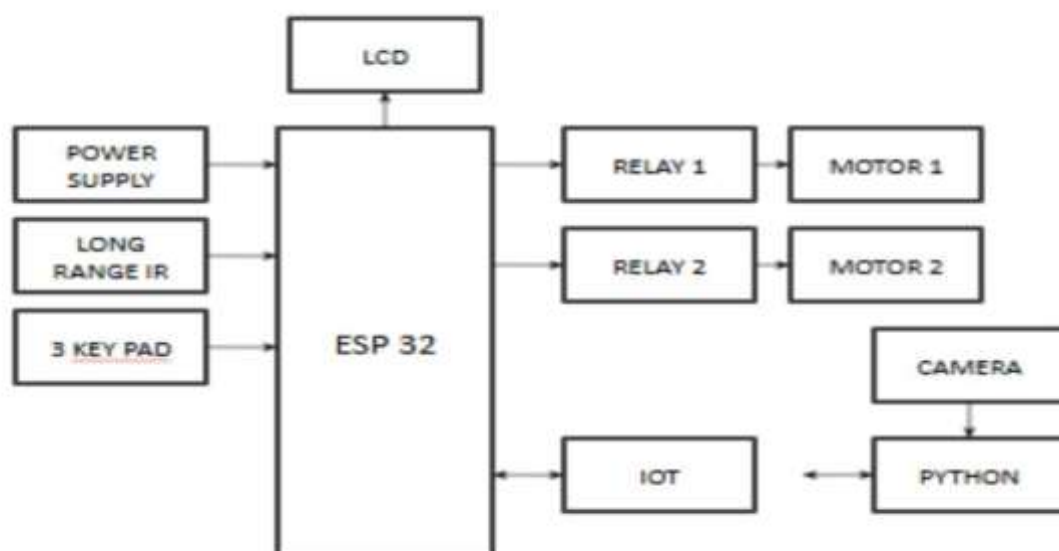 LCD
POWER
SUPPLY
RELAY 1
MOTOR 1
LONG
RANGE IR
RELAY 2
MOTOR 2
3 KEY PAD
ESP 32
CAMERA
IOT
PYTHON